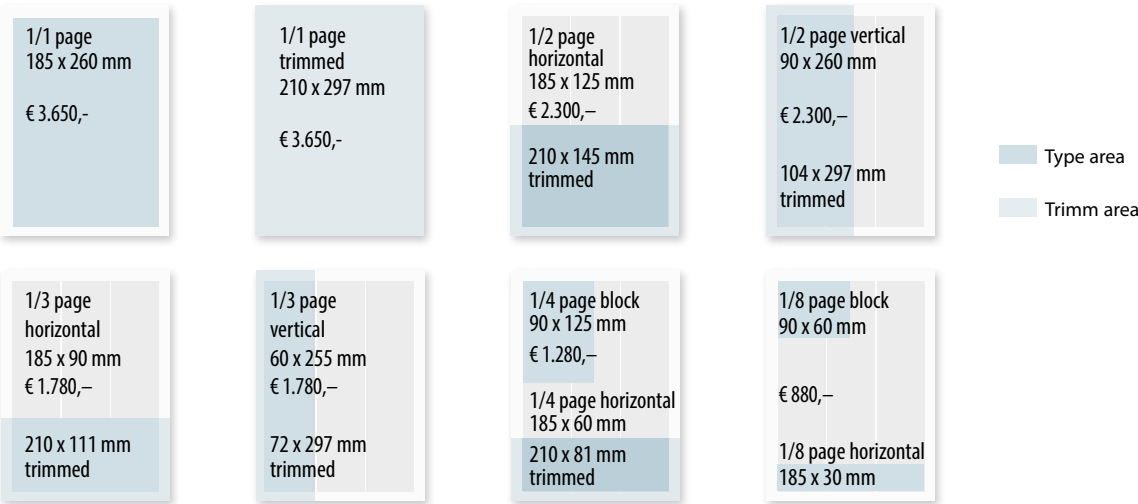 1/1 page
185 x 260 mm
€ 3.650,-
1/1 page
trimmed
210 x 297 mm
€ 3.650,-
1/2 page
horizontal
185 x 125 mm
€ 2.300,–
210 x 145 mm
trimmed
1/2 page vertical
90 x 260 mm
€ 2.300,–
104 x 297 mm
trimmed
Type area
Trimm area
1/3 page
horizontal
185 x 90 mm
€ 1.780,–
210 x 111 mm
trimmed
1/3 page
vertical
60 x 255 mm
€ 1.780,–
72 x 297 mm
trimmed
1/4 page block
90 x 125 mm
€ 1.280,–
1/4 page horizontal
185 x 60 mm
210 x 81 mm
trimmed
1/8 page block
90 x 60 mm
€ 880,–
1/8 page horizontal
185 x 30 mm